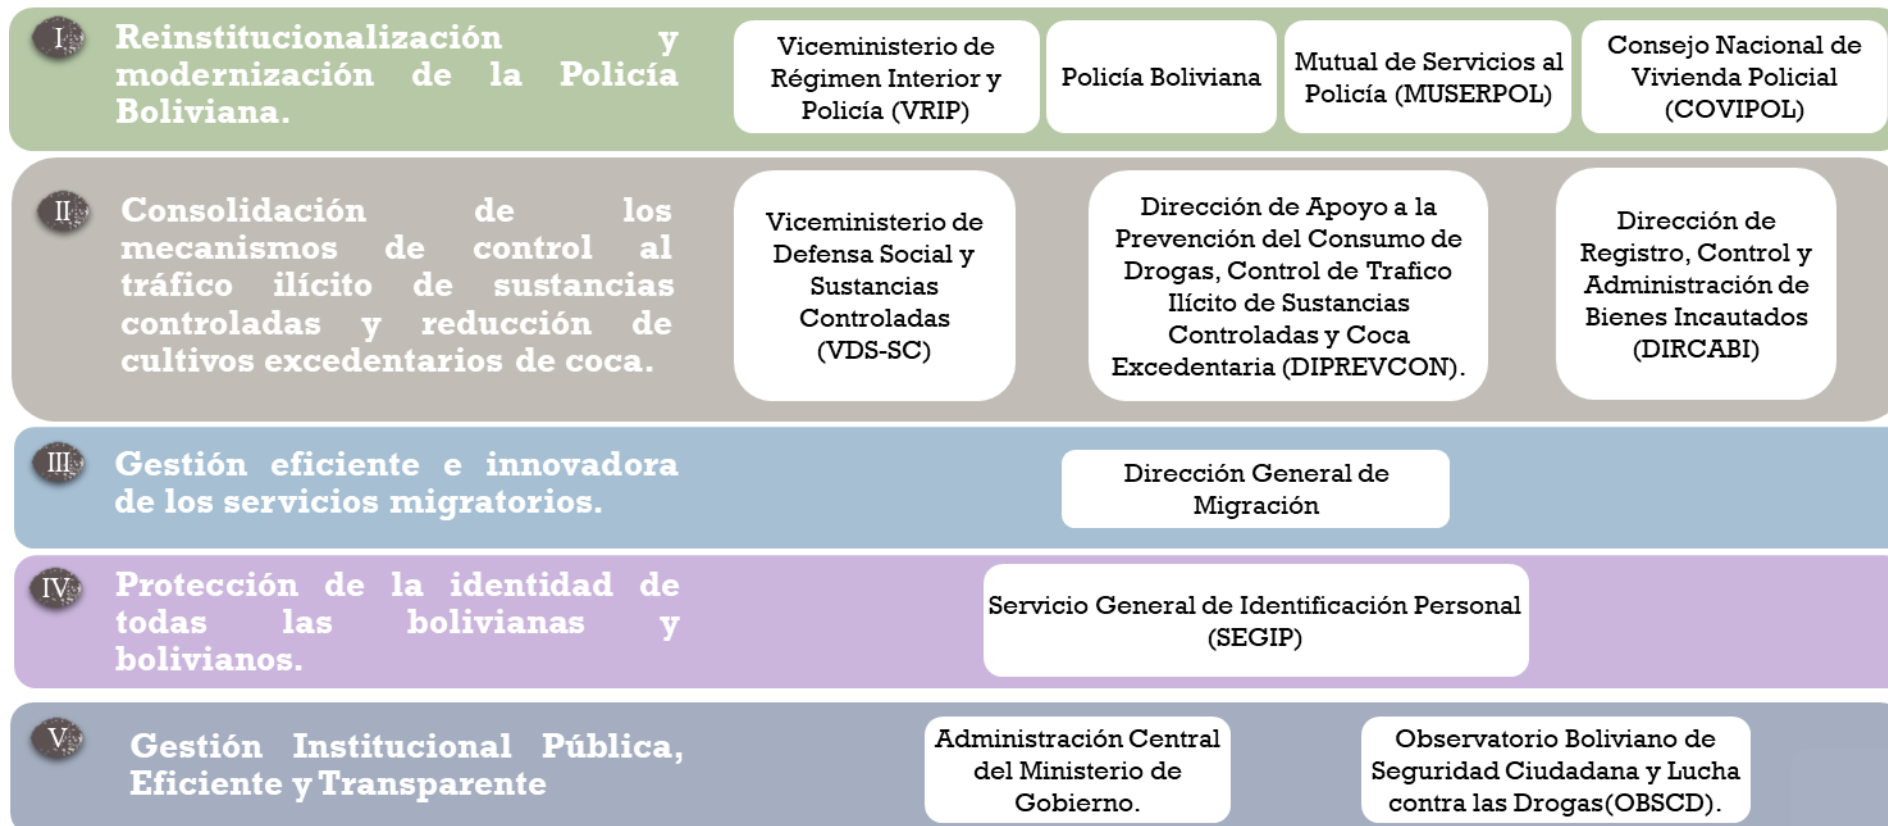 I
Reinstitucionalización y
modernización de la Policía
Boliviana.
Viceministerio de
Régimen Interior y
Policía (VRIP)
Policía Boliviana
Mutual de Servicios al
Policía (MUSERPOL)
Consejo Nacional de
Vivienda Policial
(COVIPOL)
II
Consolidación de los
mecanismos de control al
tráfico ilícito de sustancias
controladas y reducción de
cultivos excedentarios de coca.
Viceministerio de
Defensa Social y
Sustancias
Controladas
(VDS-SC)
Dirección de Apoyo a la
Prevención del Consumo de
Drogas, Control de Trafico
Ilícito de Sustancias
Controladas y Coca
Excedentaria (DIPREVCON).
Dirección de
Registro, Control y
Administración de
Bienes Incautados
(DIRCABI)
III
Gestión eficiente e innovadora
de los servicios migratorios.
Dirección General de
Migración
IV
Protección de la identidad de
todas las bolivianas y
bolivianos.
Servicio General de Identificación Personal
(SEGIP)
V
Gestión Institucional Pública,
Eficiente y Transparente
Administración Central
del Ministerio de
Gobierno.
Observatorio Boliviano de
Seguridad Ciudadana y Lucha
contra las Drogas(OBSCD).